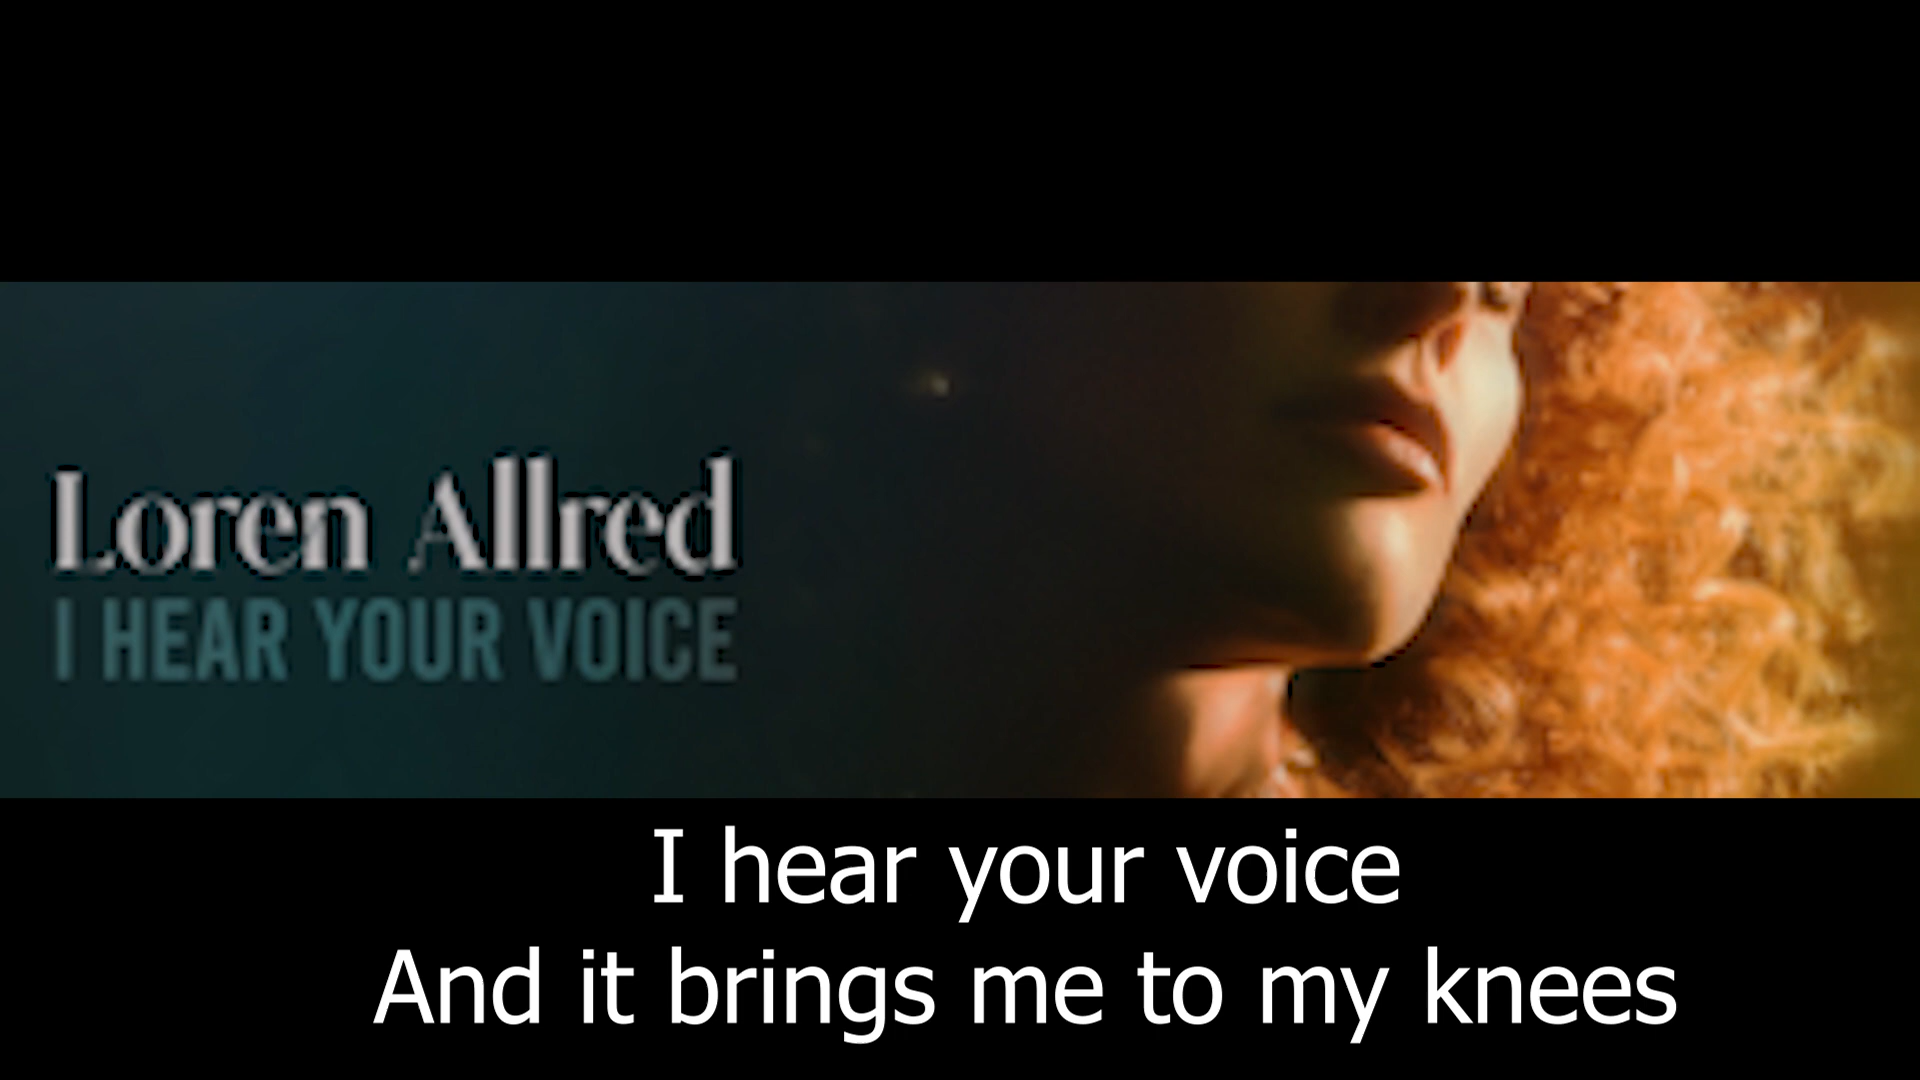 Loren Allred
I HEAR YOUR VOICE
I hear your voice
And it brings me to my knees